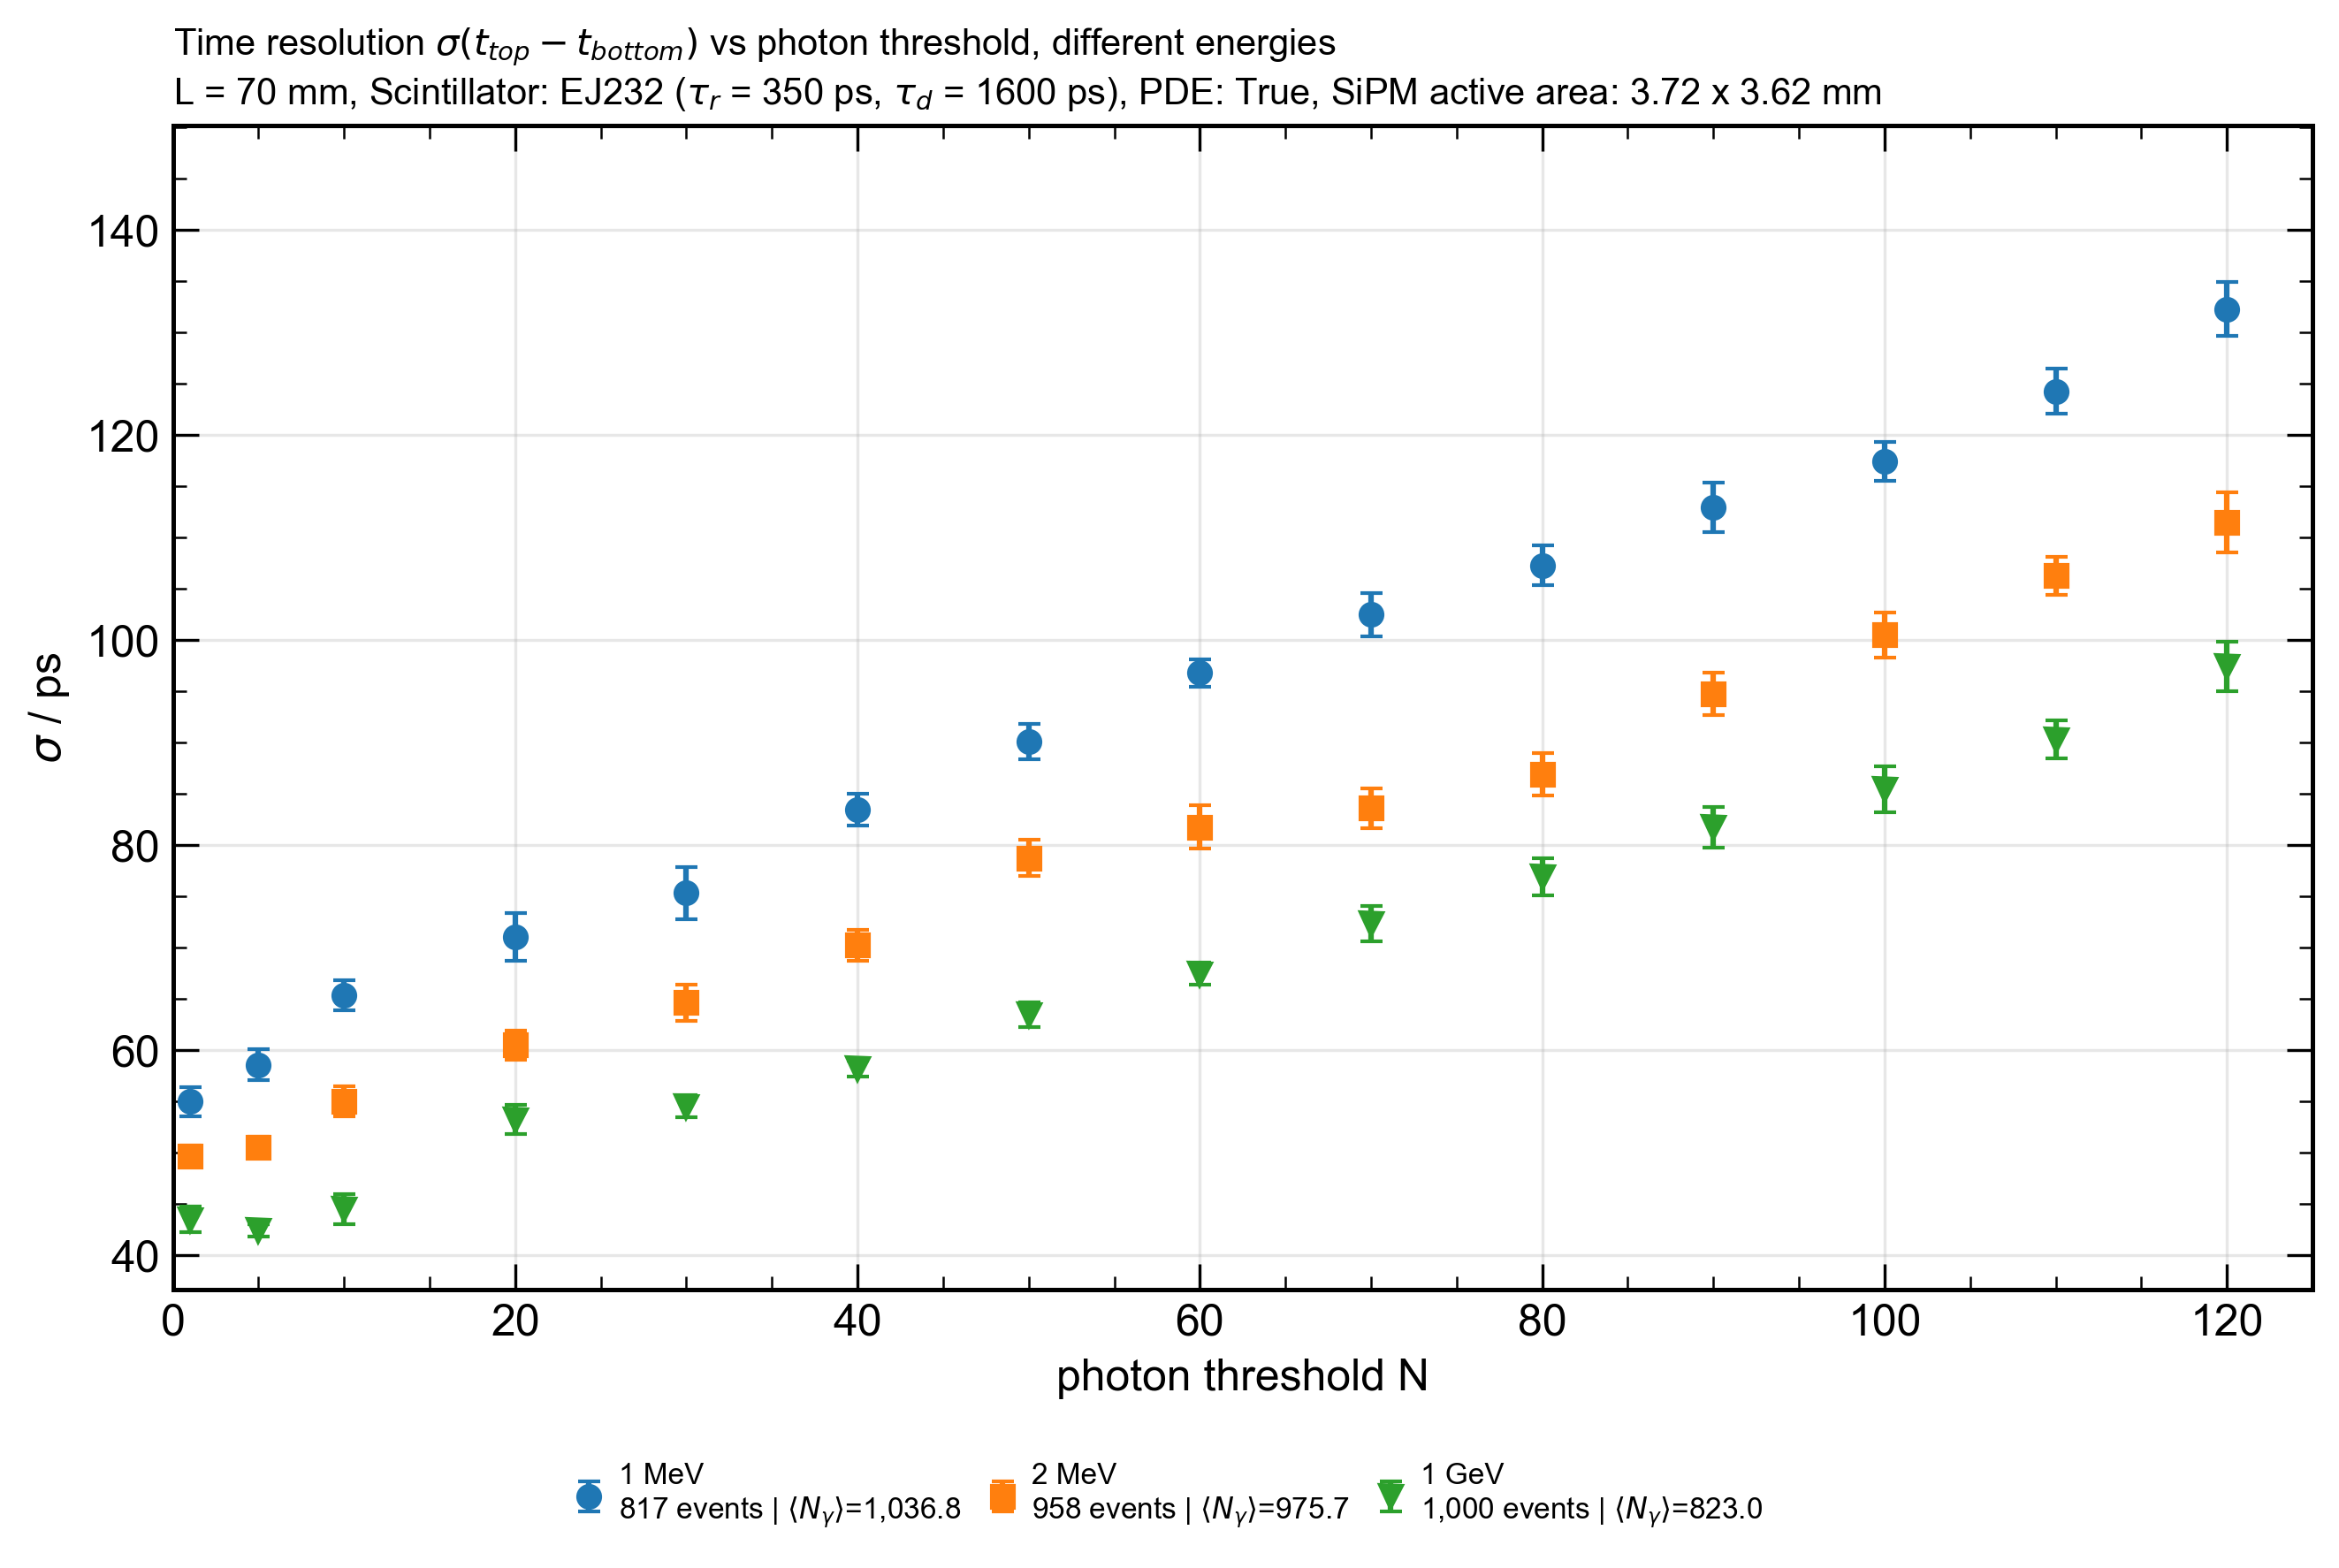 Time resolution σ(t_top − t_bottom) vs photon threshold, different energies
L = 70 mm, Scintillator: EJ232 (τ_r = 350 ps, τ_d = 1600 ps), PDE: True, SiPM active area: 3.72 x 3.62 mm
140
120
100
80
60
40
σ / ps
0 20 40 60 80 100 120
photon threshold N
1 MeV
817 events | ⟨N_γ⟩=1,036.8
2 MeV
958 events | ⟨N_γ⟩=975.7
1 GeV
1,000 events | ⟨N_γ⟩=823.0